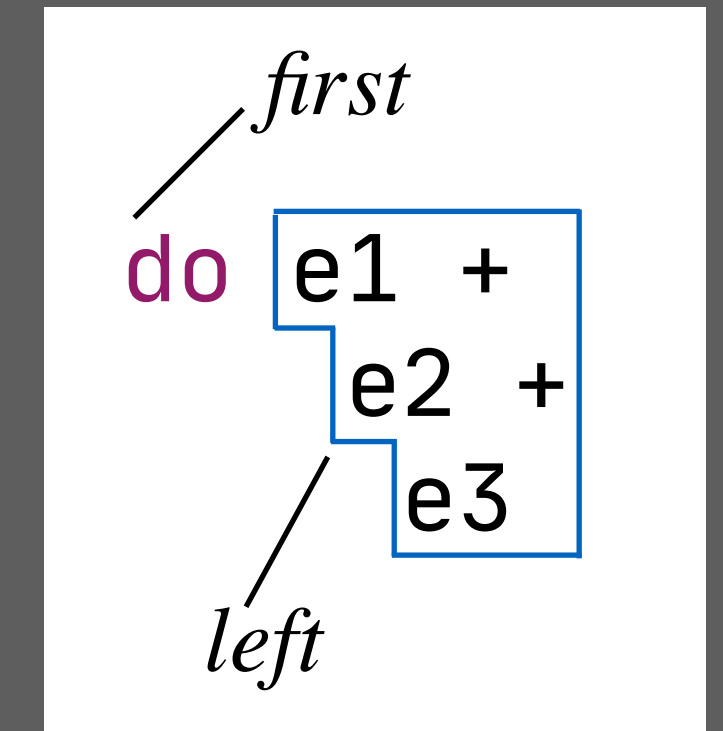 first
do e1 +
e2 +
e3
left